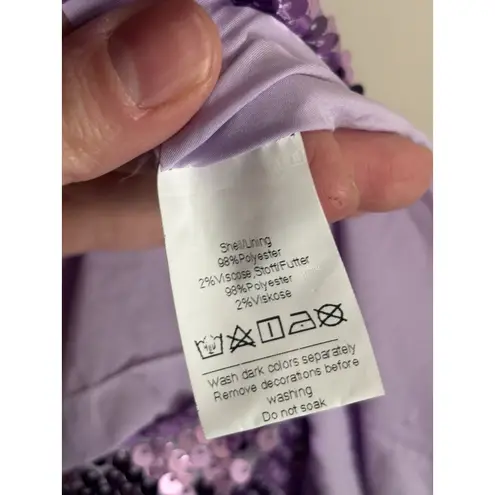 Shell/Lining
98%Polyester
2%Viscose,Stoff/Futter
98%Polyester
2%Viskose
Wash dark colors separately
Remove decorations before
washing
Do not soak